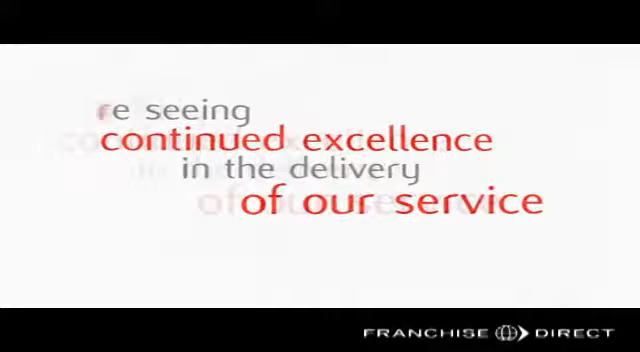 re seeing
continued excellence
in the delivery
of our service
FRANCHISE DIRECT